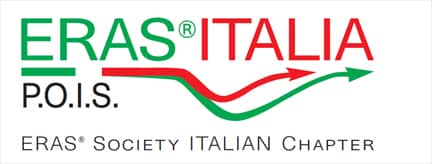 ERAS® ITALIA
P.O.I.S.
ERAS® SOCIETY ITALIAN CHAPTER